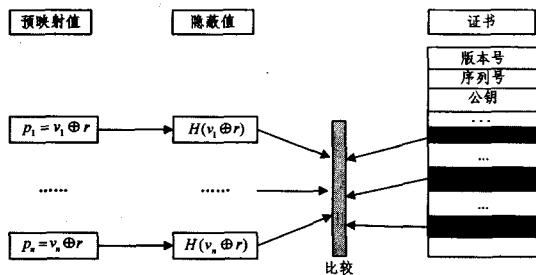 预映射值 隐蔽值 证书
版本号
序列号
公钥
p₁=v₁⊕r H(v₁⊕r) ...
...
...... ......
...
pₙ=vₙ⊕r H(vₙ⊕r)
比较